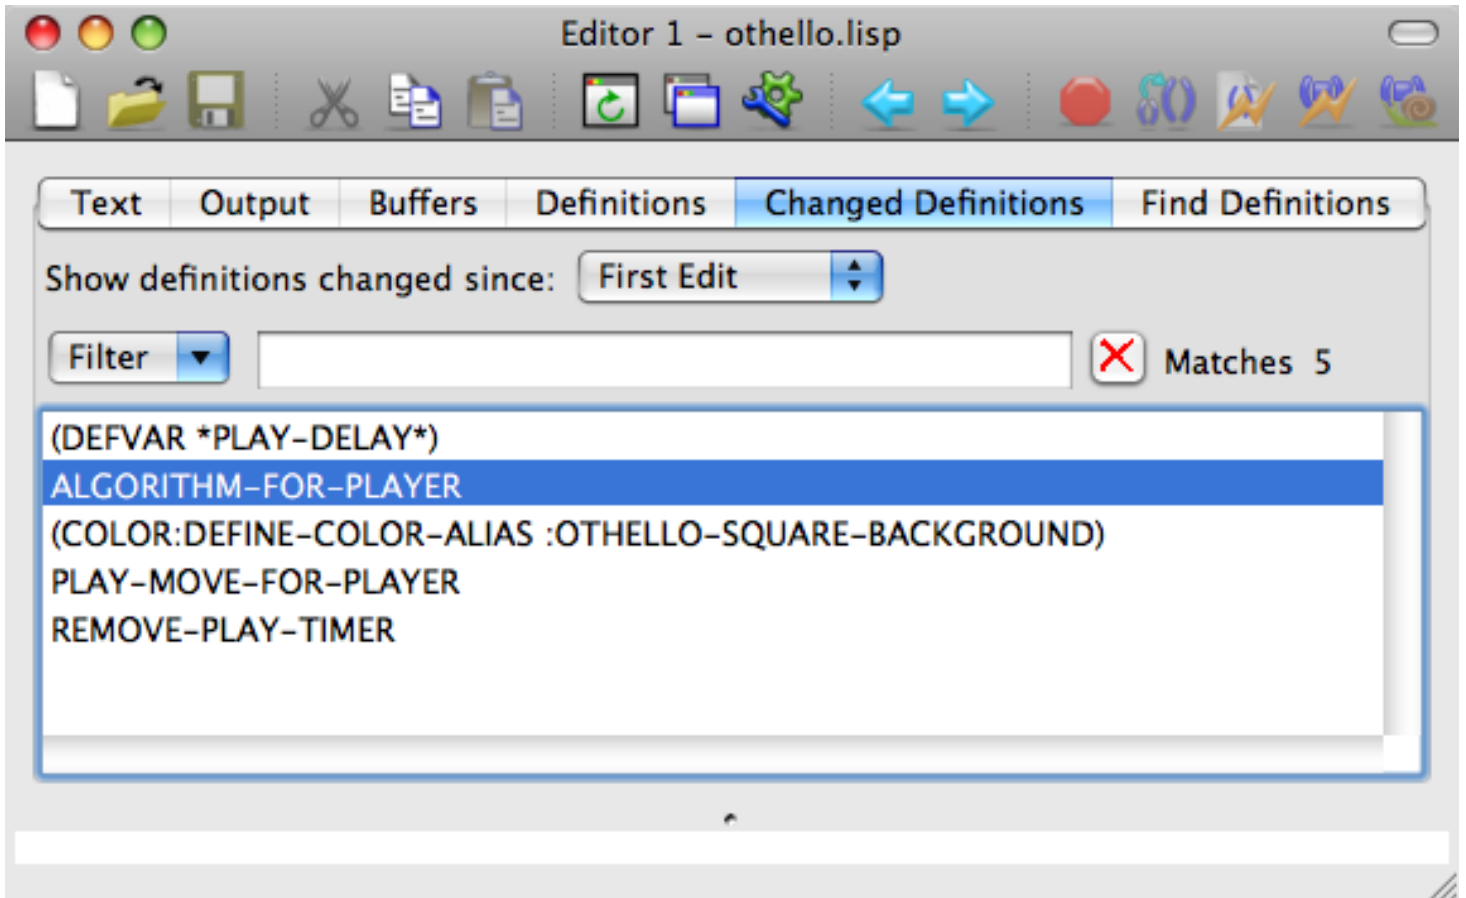 Editor 1 – othello.lisp
Text Output Buffers Definitions Changed Definitions Find Definitions
Show definitions changed since: First Edit
Filter Matches 5
(DEFVAR *PLAY-DELAY*)
ALGORITHM-FOR-PLAYER
(COLOR:DEFINE-COLOR-ALIAS :OTHELLO-SQUARE-BACKGROUND)
PLAY-MOVE-FOR-PLAYER
REMOVE-PLAY-TIMER